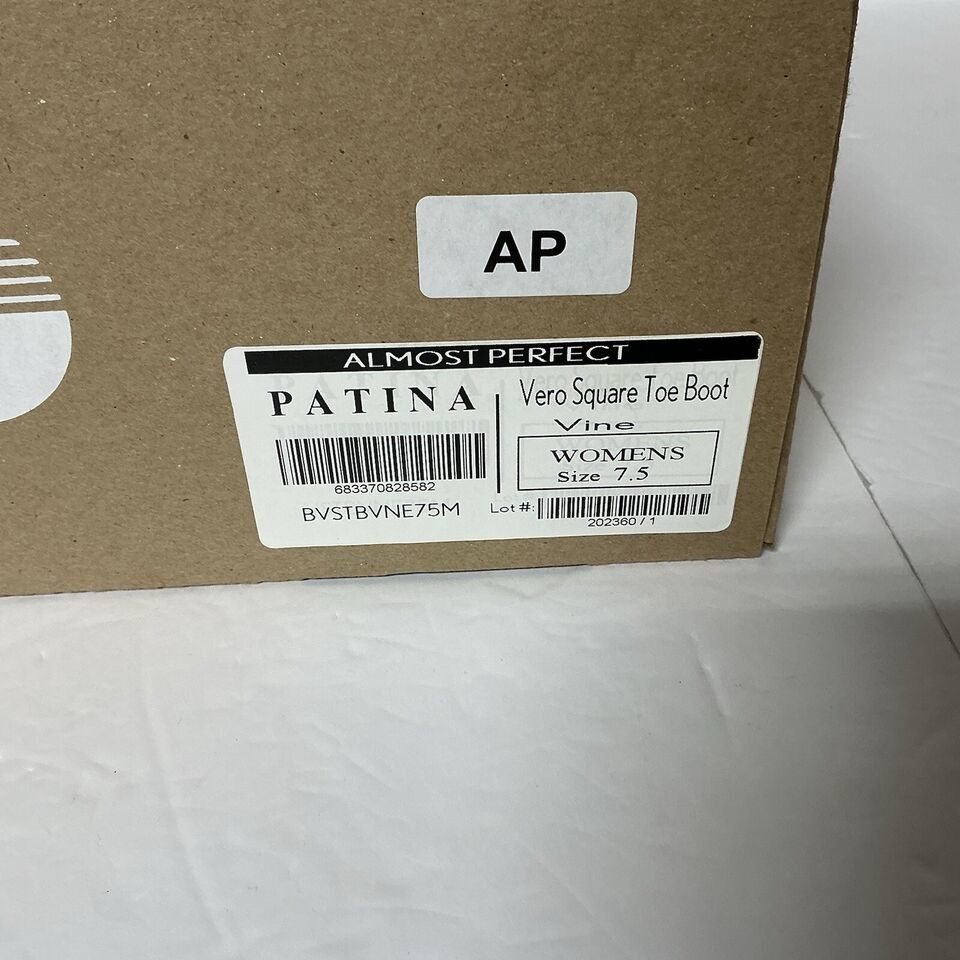 AP
ALMOST PERFECT
PATINA
683370828582
BVSTBVNE75M
Vero Square Toe Boot
Vine
WOMENS
Size 7.5
Lot #:
202360 / 1